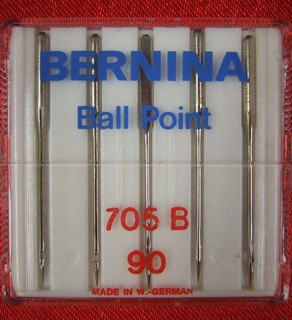 BERNINA
Ball Point
705 B
90
MADE IN W.-GERMAN